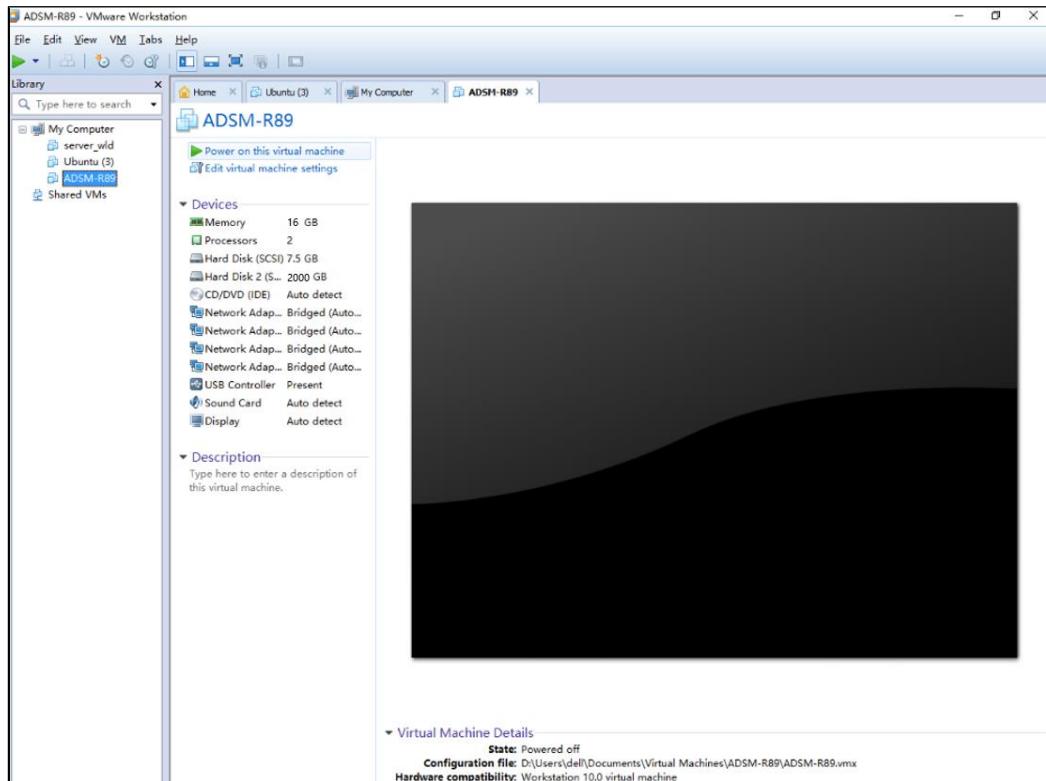 ADSM-R89 - VMware Workstation
File Edit View VM Tabs Help
Library
Type here to search
My Computer
server_wld
Ubuntu (3)
ADSM-R89
Shared VMs
Home Ubuntu (3) My Computer ADSM-R89
ADSM-R89
Power on this virtual machine
Edit virtual machine settings
Devices
Memory 16 GB
Processors 2
Hard Disk (SCSI) 7.5 GB
Hard Disk 2 (S... 2000 GB
CD/DVD (IDE) Auto detect
Network Adap... Bridged (Auto...
Network Adap... Bridged (Auto...
Network Adap... Bridged (Auto...
Network Adap... Bridged (Auto...
USB Controller Present
Sound Card Auto detect
Display Auto detect
Description
Type here to enter a description of
this virtual machine.
Virtual Machine Details
State: Powered off
Configuration file: D:\Users\dell\Documents\Virtual Machines\ADSM-R89\ADSM-R89.vmx
Hardware compatibility: Workstation 10.0 virtual machine